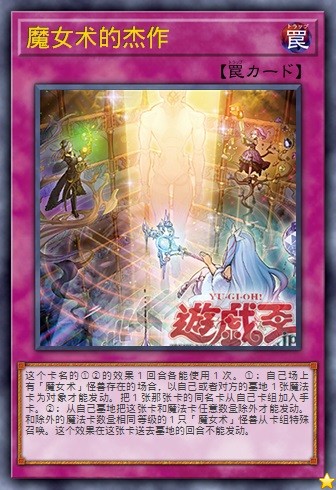 魔女术的杰作
トラップ
罠
【罠カード】
YU-GI-OH!
遊戯王
这个卡名的①②的效果1回合各能使用1次。①：自己场上
有「魔女术」怪兽存在的场合，以自己或者对方的墓地1张魔法
卡为对象才能发动。把1张那张卡的同名卡从自己卡组加入手
卡。②：从自己墓地把这张卡和魔法卡任意数量除外才能发动。
和除外的魔法卡数量相同等级的1只「魔女术」怪兽从卡组特殊
召唤。这个效果在这张卡送去墓地的回合不能发动。